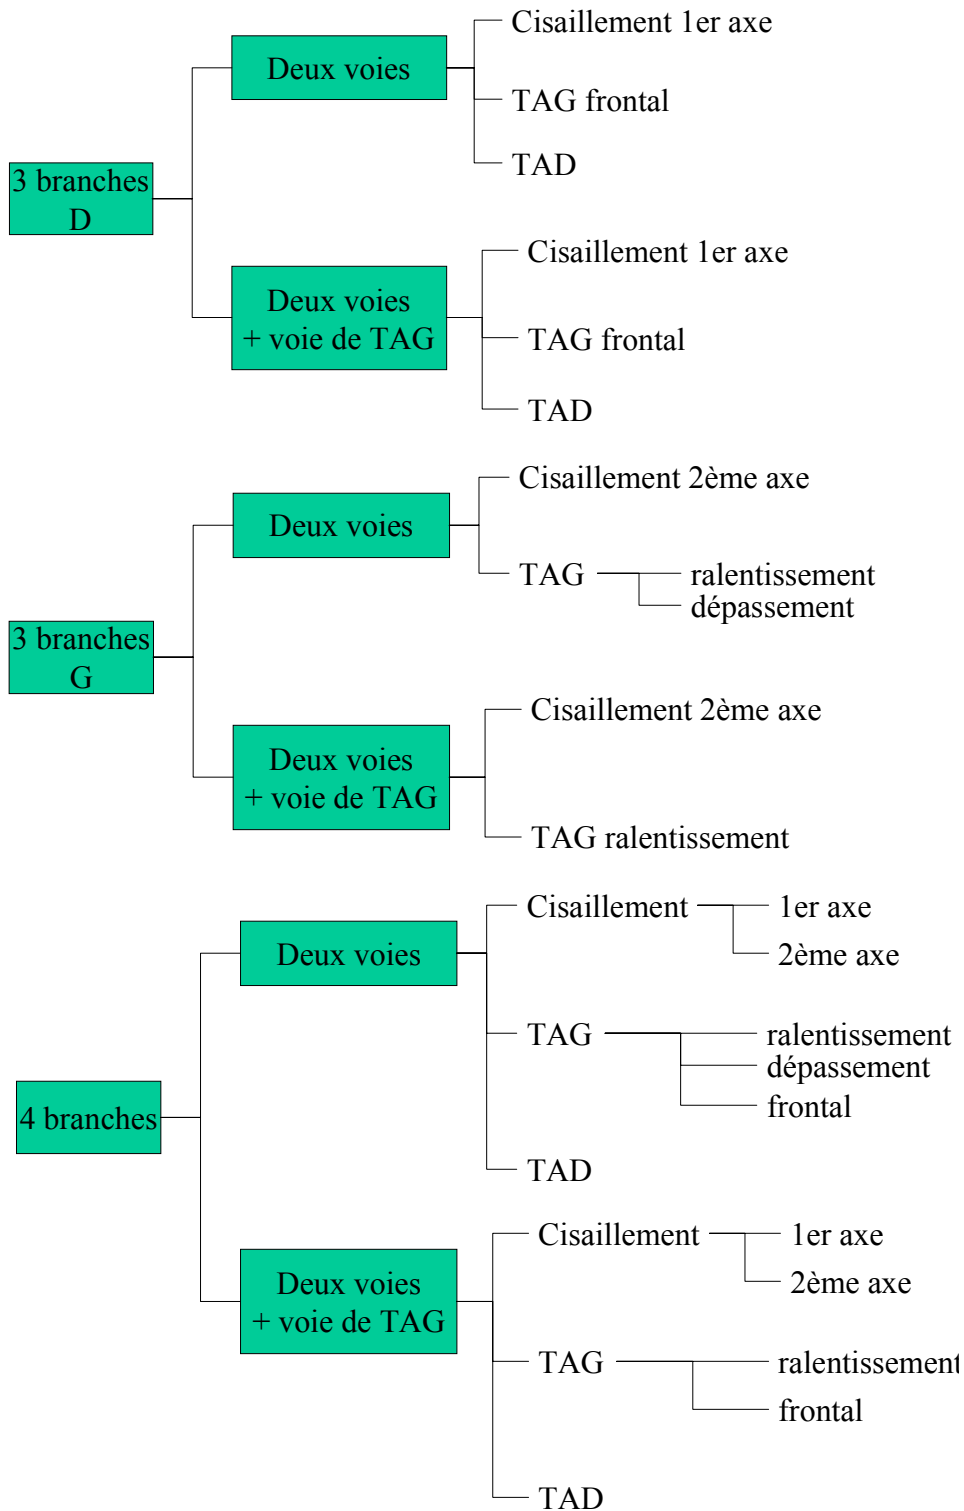 Cisaillement 1er axe
Deux voies
TAG frontal
TAD
3 branches
D
Cisaillement 1er axe
Deux voies
+ voie de TAG
TAG frontal
TAD
Cisaillement 2ème axe
Deux voies
TAG
ralentissement
dépassement
3 branches
G
Cisaillement 2ème axe
Deux voies
+ voie de TAG
TAG ralentissement
Cisaillement
1er axe
Deux voies
2ème axe
TAG
ralentissement
dépassement
frontal
4 branches
TAD
Cisaillement
1er axe
2ème axe
Deux voies
+ voie de TAG
TAG
ralentissement
frontal
TAD